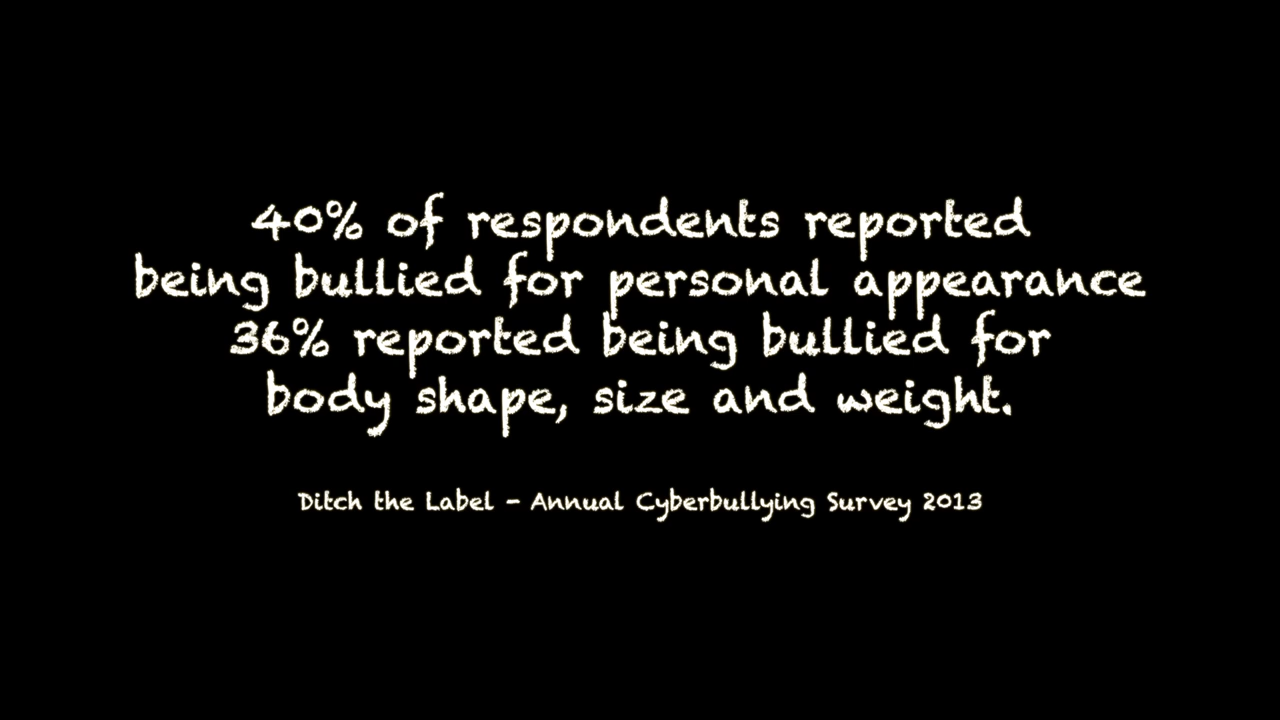 40% of respondents reported
being bullied for personal appearance
36% reported being bullied for
body shape, size and weight.
Ditch the Label - Annual Cyberbullying Survey 2013